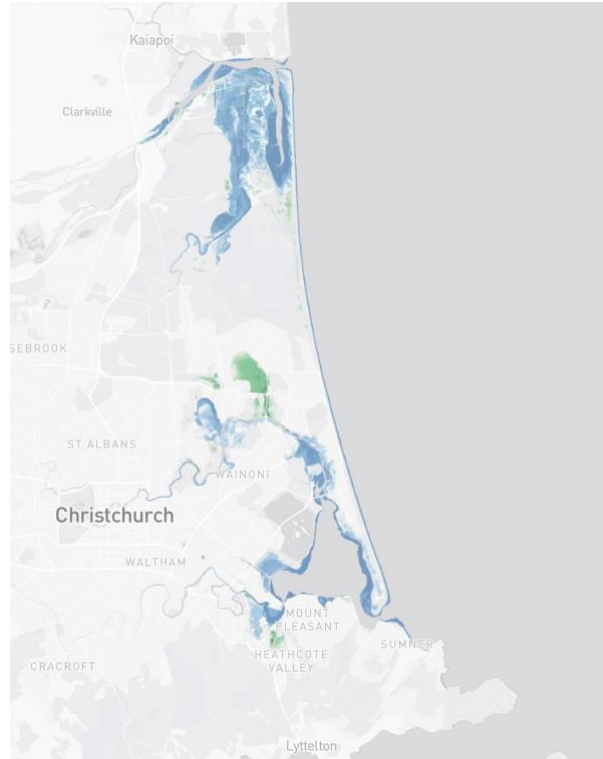 Kaiapoi
Clarkville
SEBROOK
ST ALBANS
WAINONI
Christchurch
WALTHAM
MOUNT
PLEASANT
SUMNER
HEATHCOTE
VALLEY
CRACROFT
Lyttelton